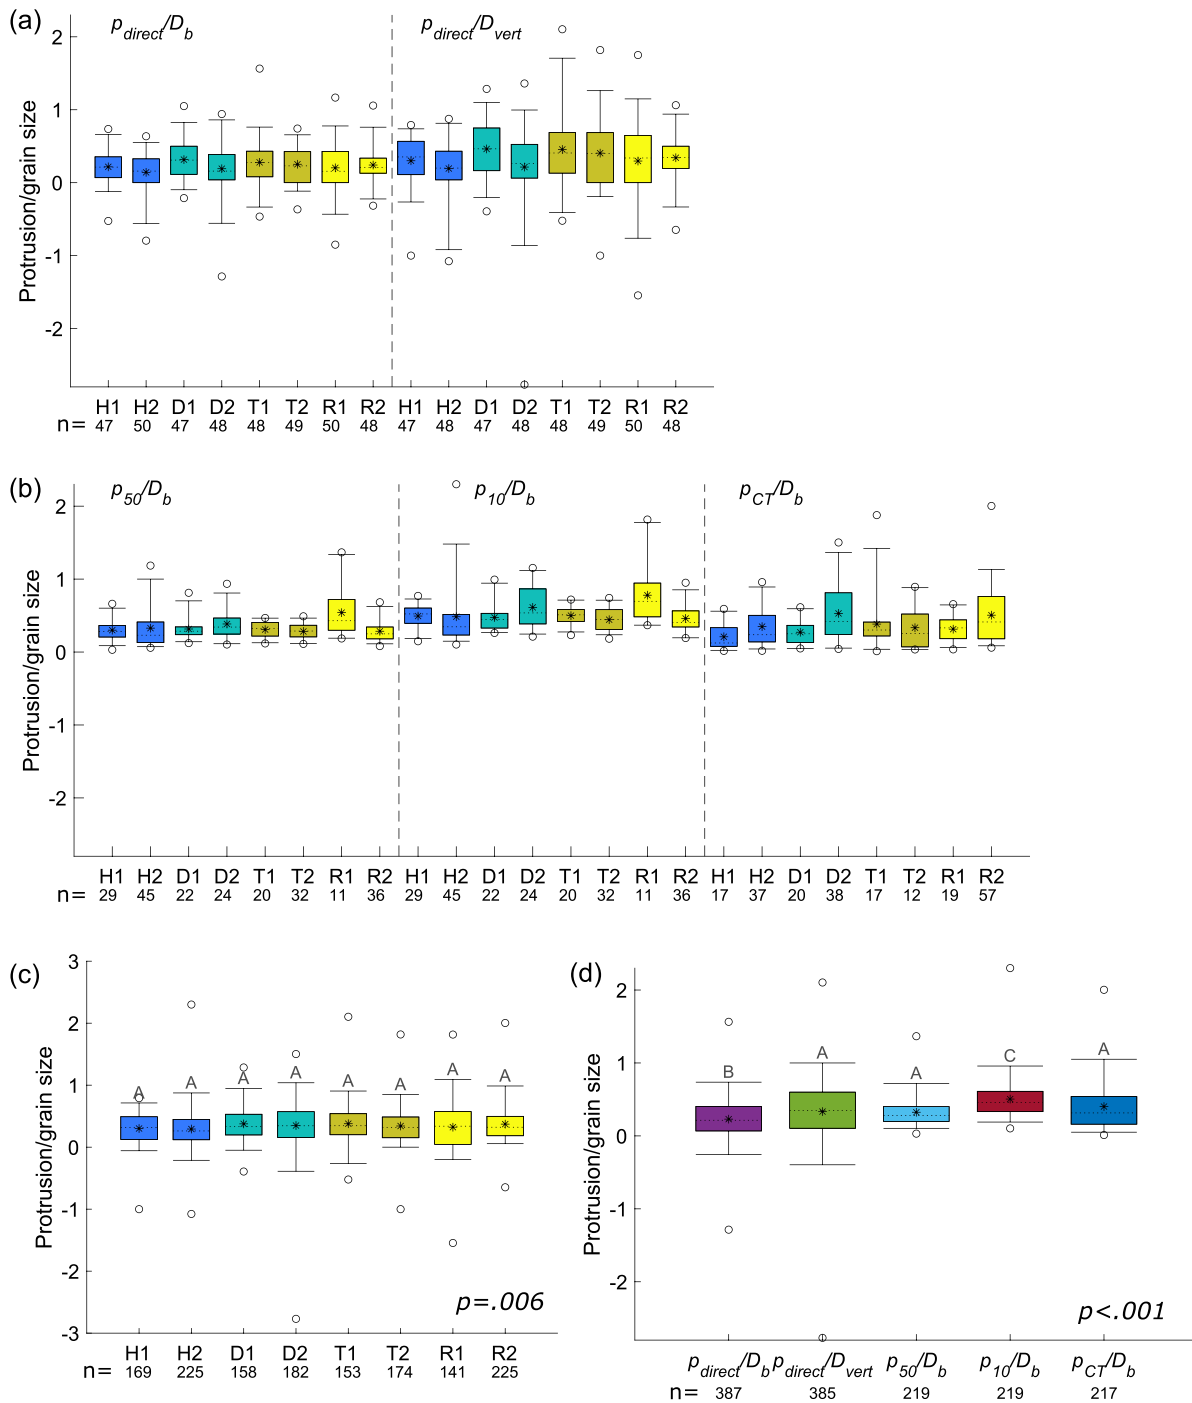 (a)
p_direct/D_b p_direct/D_vert
Protrusion/grain size
2
1
0
-1
-2
H1 H2 D1 D2 T1 T2 R1 R2 H1 H2 D1 D2 T1 T2 R1 R2
n= 47 50 47 48 48 49 50 48 47 48 47 48 48 49 50 48
(b)
p_50/D_b p_10/D_b p_CT/D_b
Protrusion/grain size
2
1
0
-1
-2
H1 H2 D1 D2 T1 T2 R1 R2 H1 H2 D1 D2 T1 T2 R1 R2 H1 H2 D1 D2 T1 T2 R1 R2
n= 29 45 22 24 20 32 11 36 29 45 22 24 20 32 11 36 17 37 20 38 17 12 19 57
(c)
Protrusion/grain size
3
2
1
0
-1
-2
-3
A A A A A A A A
p=.006
H1 H2 D1 D2 T1 T2 R1 R2
n= 169 225 158 182 153 174 141 225
(d)
Protrusion/grain size
2
1
0
-1
-2
B A A C A
p<.001
p_direct/D_b p_direct/D_vert p_50/D_b p_10/D_b p_CT/D_b
n= 387 385 219 219 217